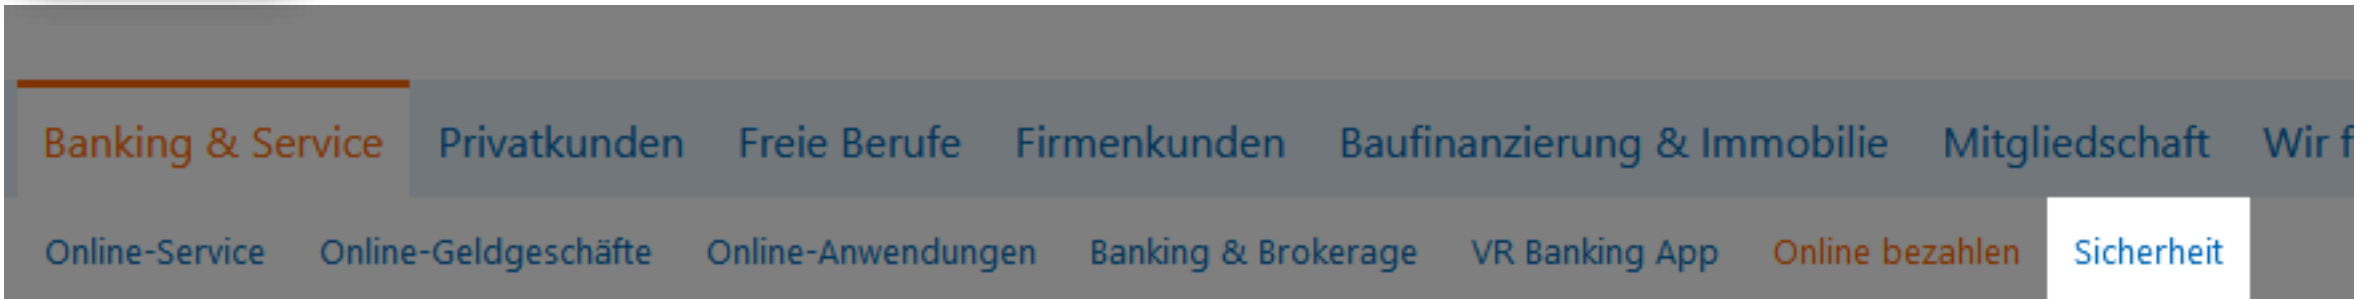 Banking & Service Privatkunden Freie Berufe Firmenkunden Baufinanzierung & Immobilie Mitgliedschaft Wir
Online-Service Online-Geldgeschäfte Online-Anwendungen Banking & Brokerage VR Banking App Online bezahlen Sicherheit